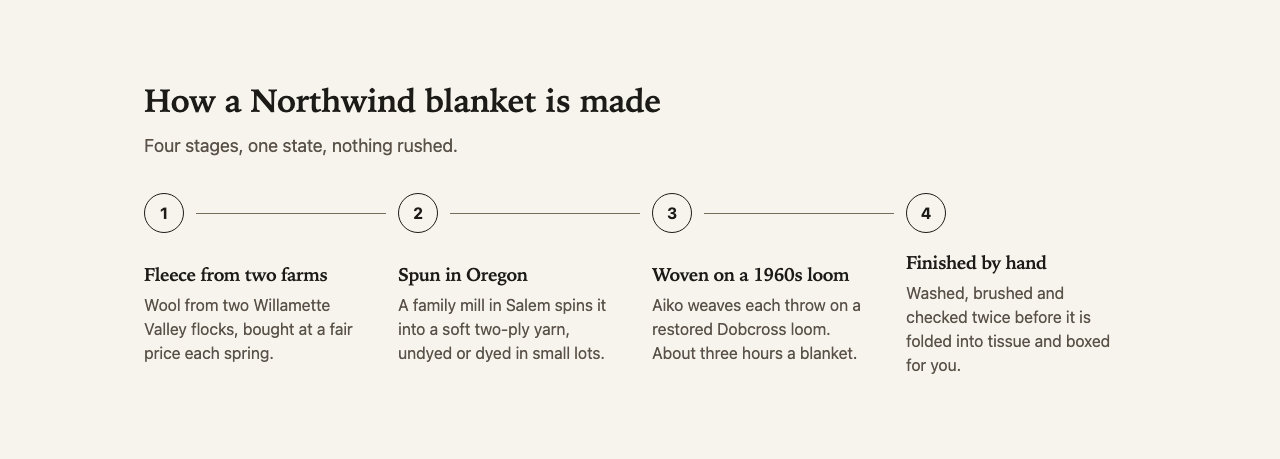 How a Northwind blanket is made
Four stages, one state, nothing rushed.
1
2
3
4
Fleece from two farms
Wool from two Willamette
Valley flocks, bought at a fair
price each spring.
Spun in Oregon
A family mill in Salem spins it
into a soft two-ply yarn,
undyed or dyed in small lots.
Woven on a 1960s loom
Aiko weaves each throw on a
restored Dobcross loom.
About three hours a blanket.
Finished by hand
Washed, brushed and
checked twice before it is
folded into tissue and boxed
for you.